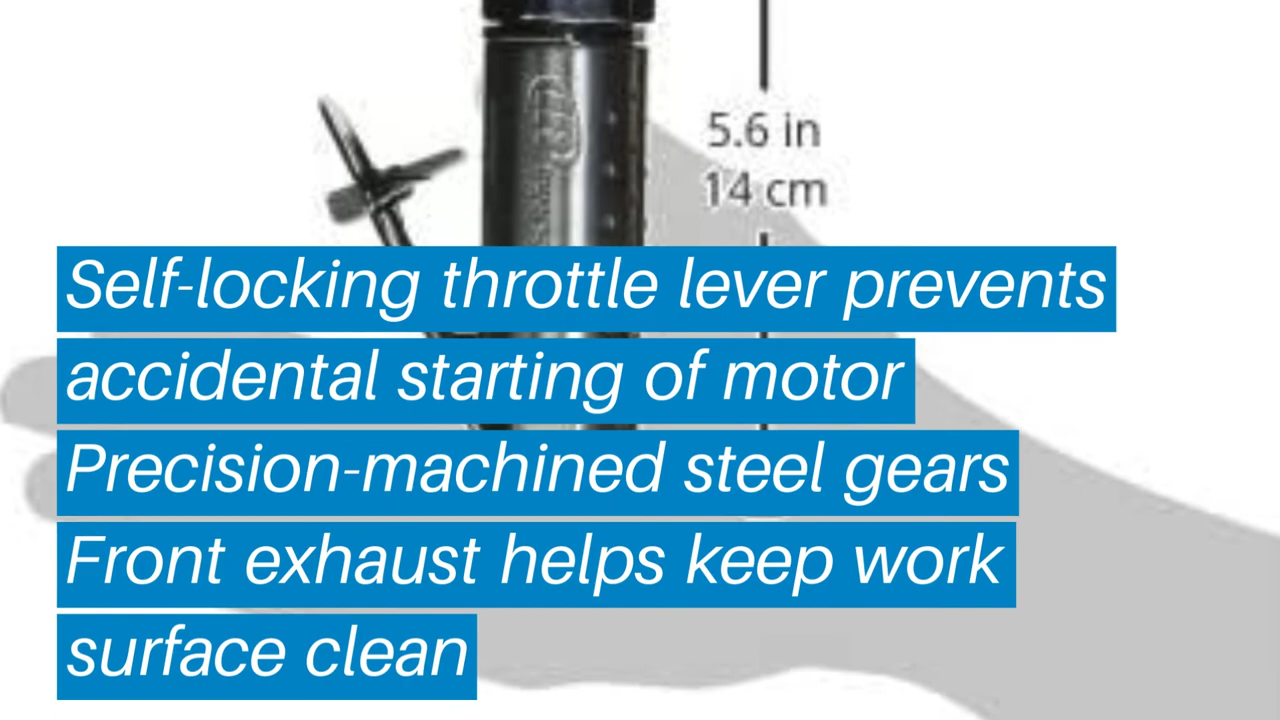 5.6 in
14 cm
Self-locking throttle lever prevents
accidental starting of motor
Precision-machined steel gears
Front exhaust helps keep work
surface clean